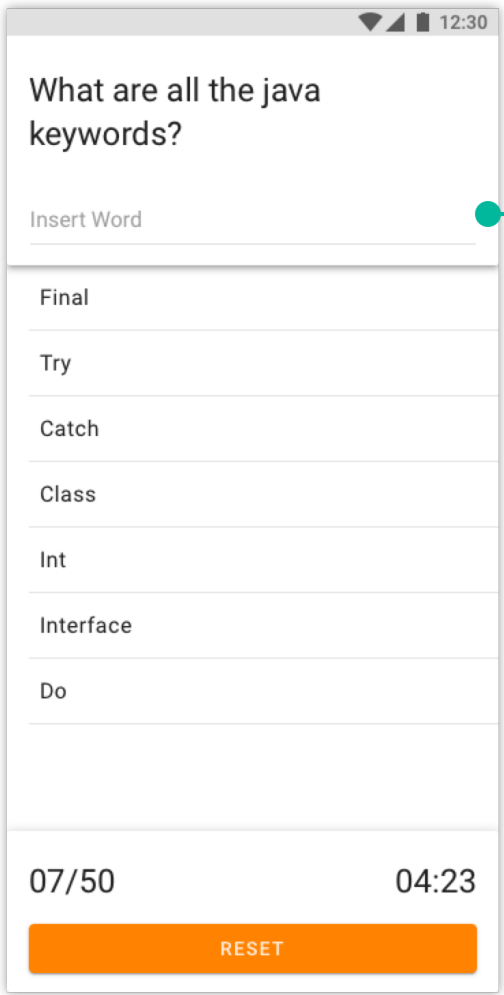 12:30
What are all the java
keywords?
Insert Word
Final
Try
Catch
Class
Int
Interface
Do
07/50 04:23
RESET